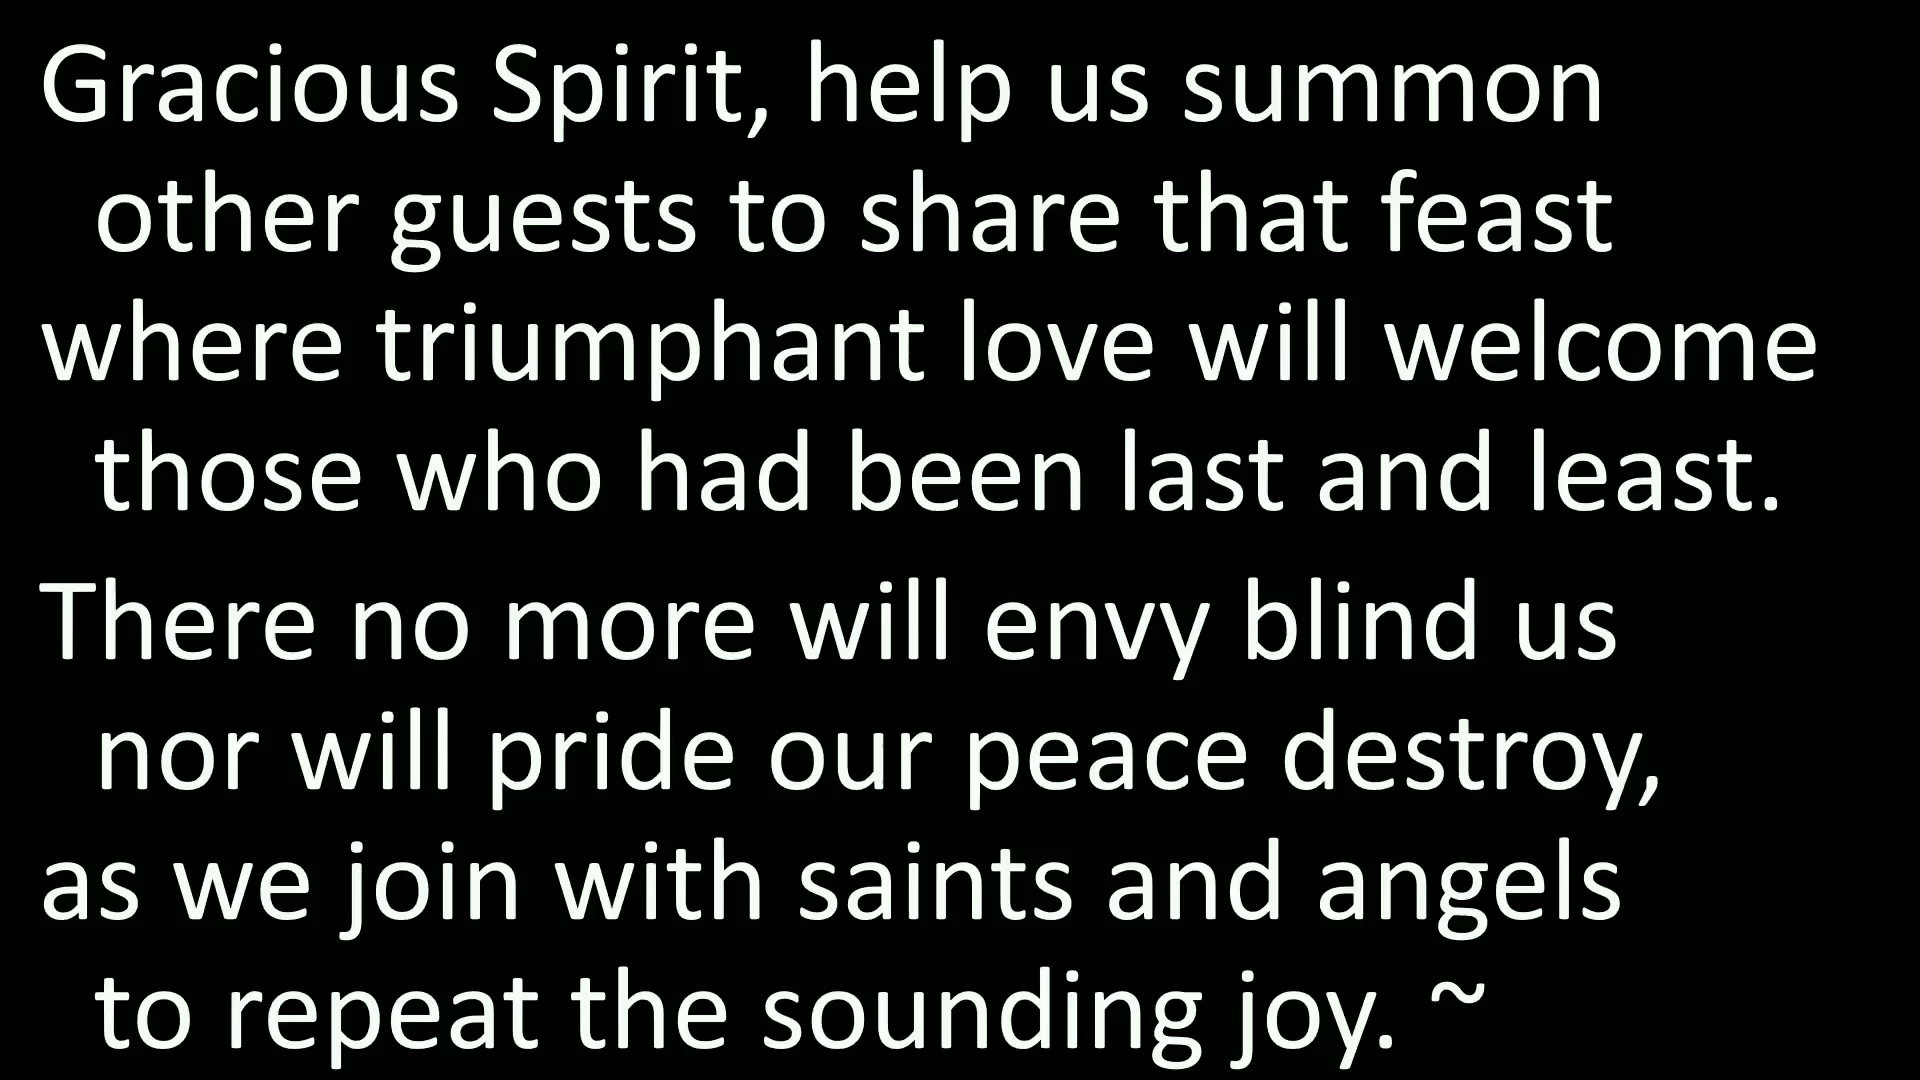 Gracious Spirit, help us summon
other guests to share that feast
where triumphant love will welcome
those who had been last and least.
There no more will envy blind us
nor will pride our peace destroy,
as we join with saints and angels
to repeat the sounding joy. ~